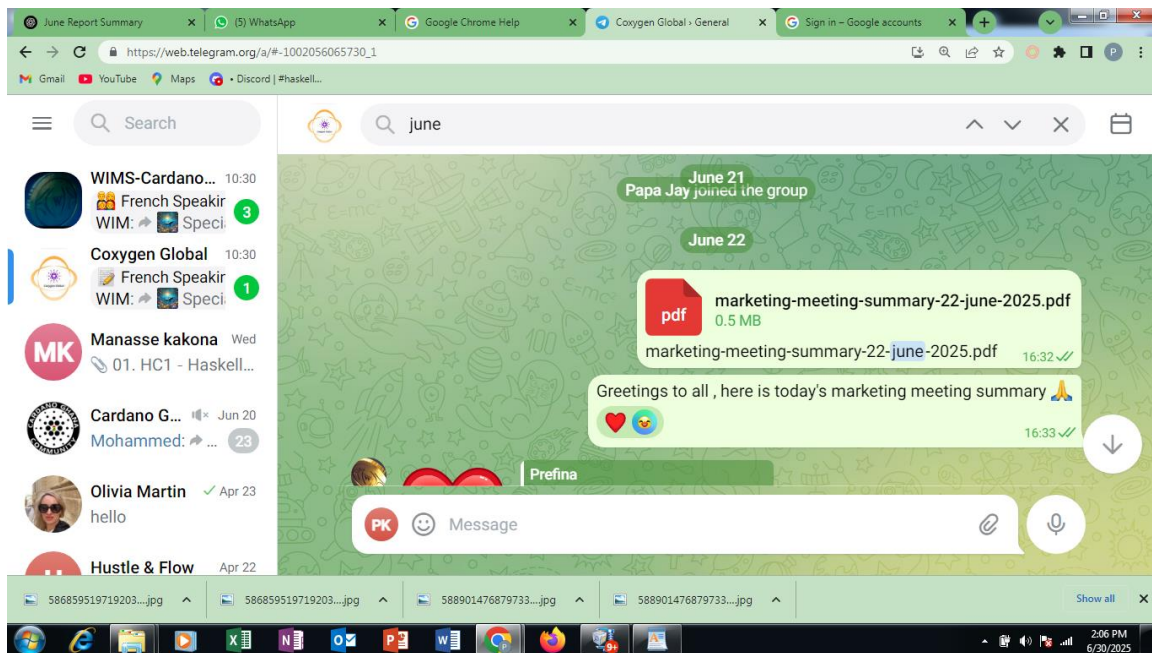 June Report Summary
(5) WhatsApp
Google Chrome Help
Coxygen Global › General
Sign in – Google accounts
https://web.telegram.org/a/#-1002056065730_1
P
Gmail
YouTube
Maps
• Discord | #haskell...
Search
june
WIMS-Cardano... 10:30
French Speakir
WIM: Speci 3
Coxygen Global 10:30
French Speakir
WIM: Speci 1
MK
Manasse kakona Wed
01. HC1 - Haskell...
Cardano G... Jun 20
Mohammed: ... 23
Olivia Martin Apr 23
hello
Hustle & Flow Apr 22
June 21
Papa Jay joined the group
June 22
pdf
marketing-meeting-summary-22-june-2025.pdf
0.5 MB
marketing-meeting-summary-22-june-2025.pdf 16:32
Greetings to all , here is today's marketing meeting summary
16:33
Prefina
PK
Message
586859519719203....jpg
586859519719203....jpg
588901476879733....jpg
588901476879733....jpg
Show all
9+
2:06 PM
6/30/2025